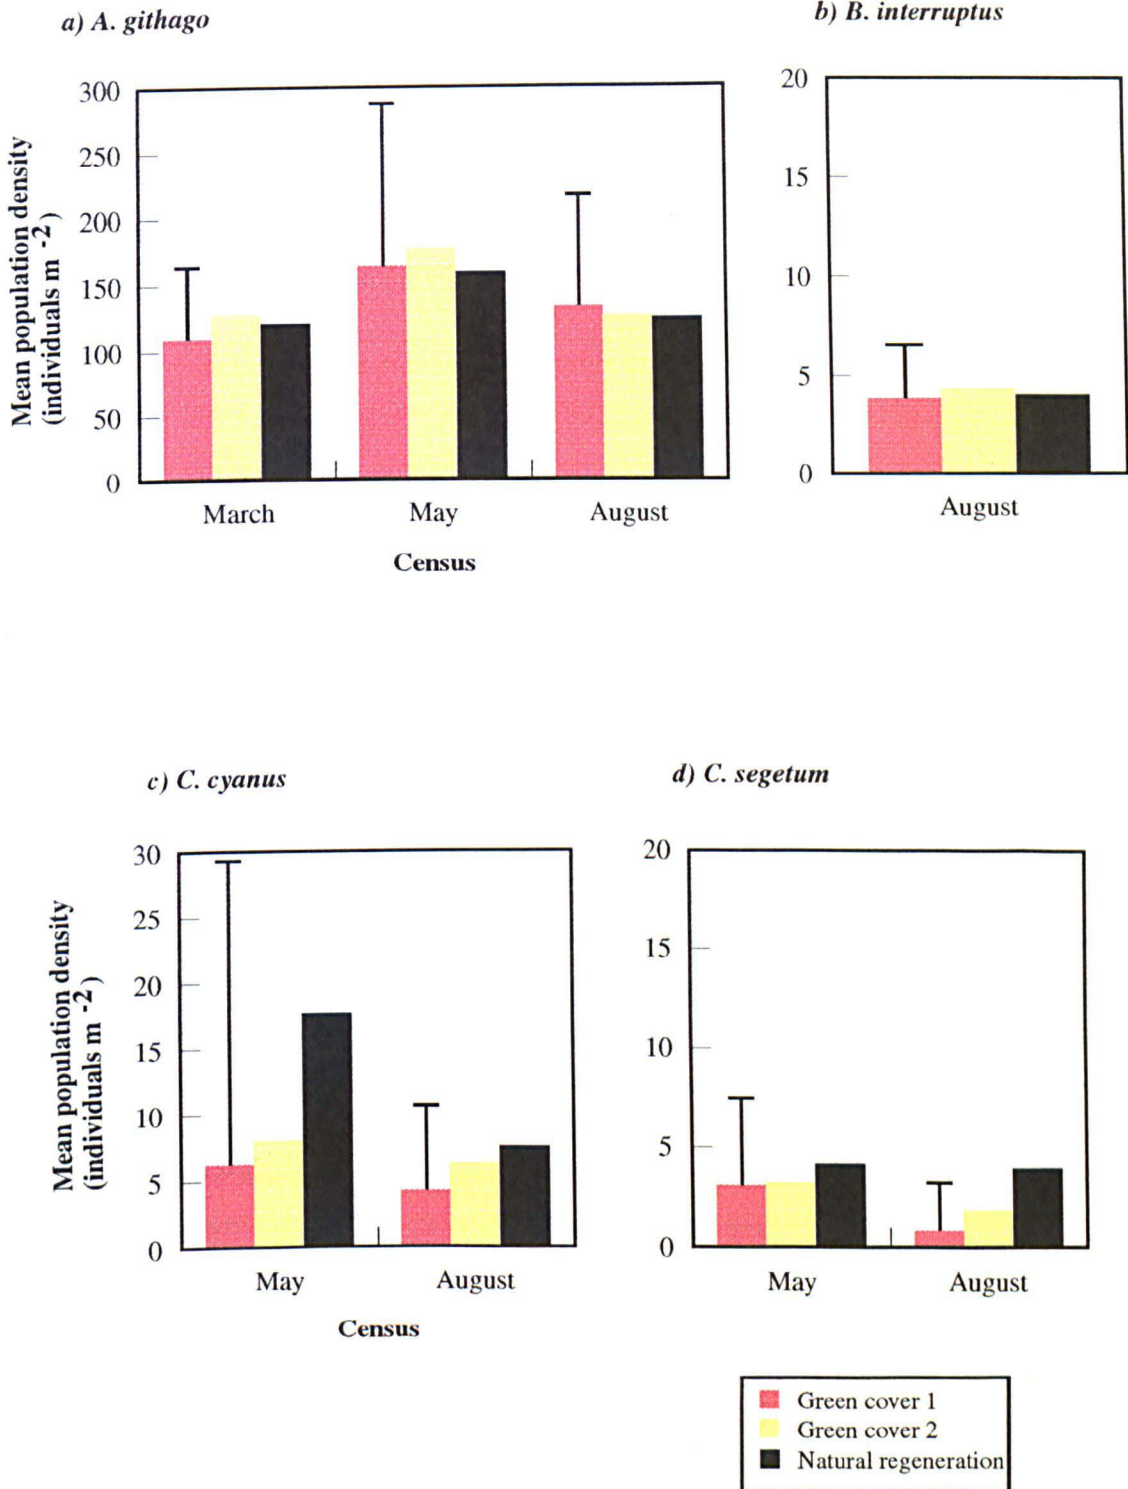 a) A. githago
b) B. interruptus
Mean population density
(individuals m -2)
300
250
200
150
100
50
0
March May August
Census
20
15
10
5
0
August
c) C. cyanus
d) C. segetum
Mean population density
(individuals m -2)
30
25
20
15
10
5
0
May August
Census
20
15
10
5
0
May August
Green cover 1
Green cover 2
Natural regeneration